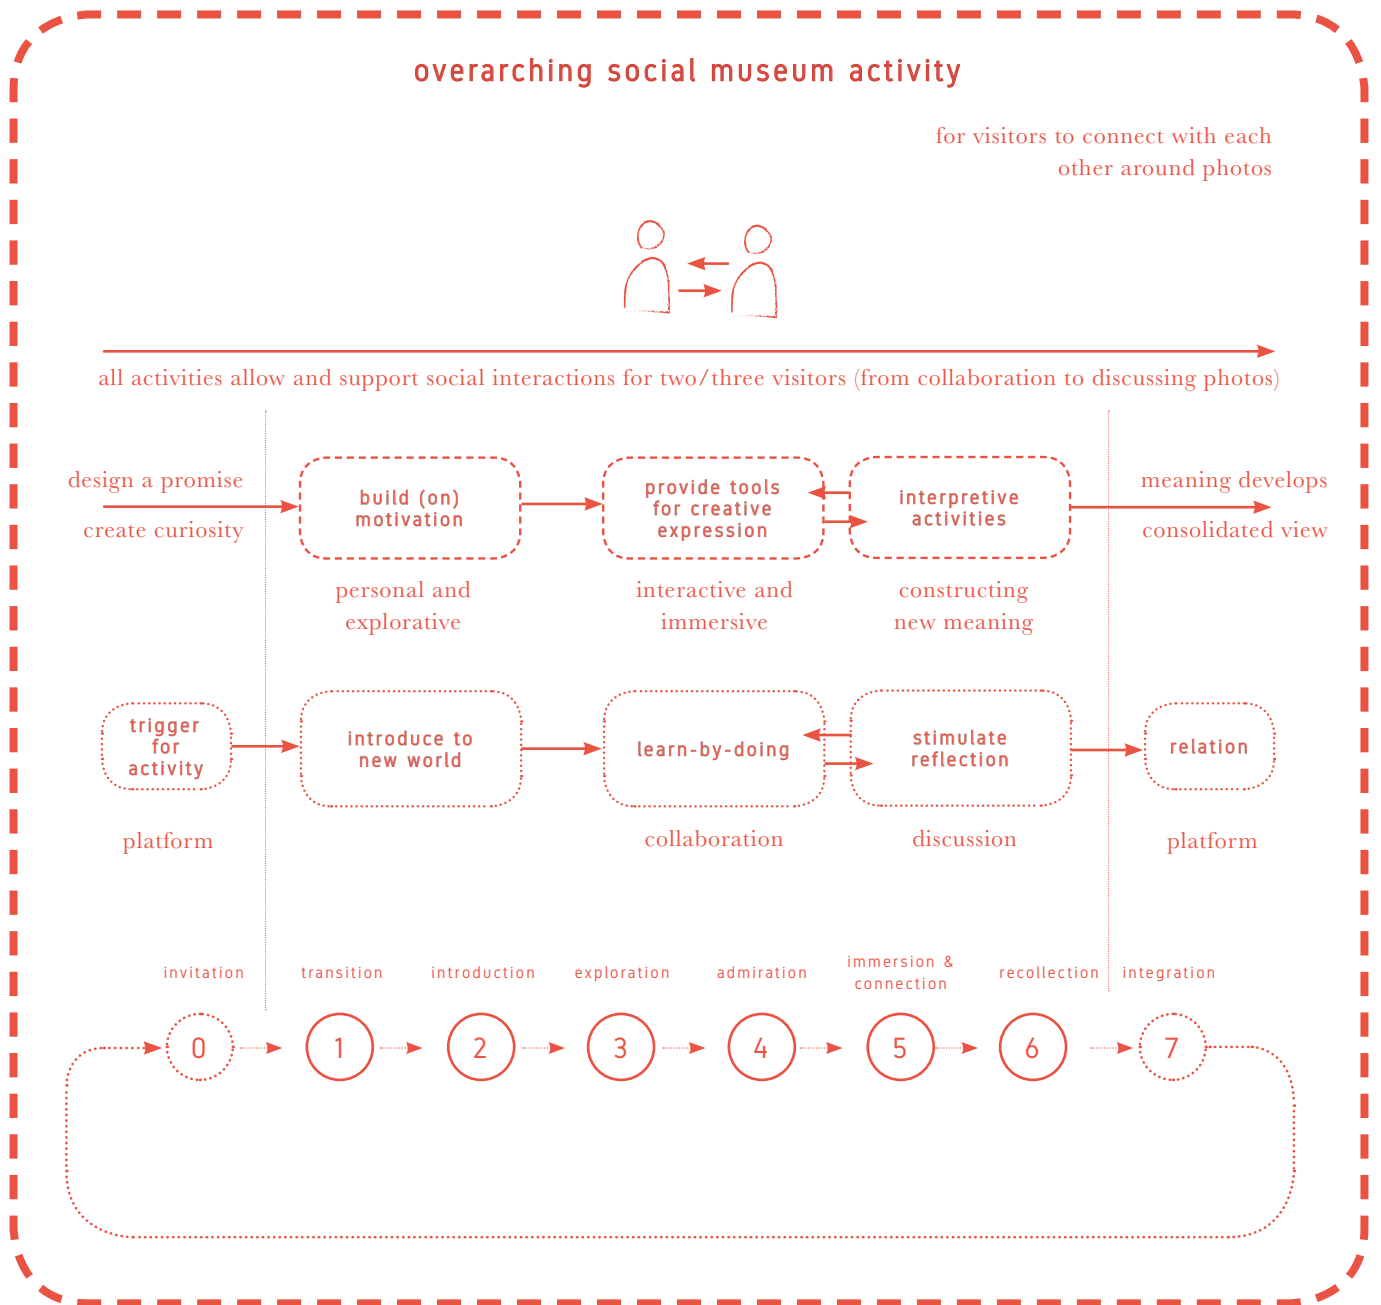 overarching social museum activity
for visitors to connect with each
other around photos
all activities allow and support social interactions for two/three visitors (from collaboration to discussing photos)
design a promise
create curiosity
build (on)
motivation
provide tools
for creative
expression
interpretive
activities
meaning develops
consolidated view
personal and
explorative
interactive and
immersive
constructing
new meaning
trigger
for
activity
introduce to
new world
learn-by-doing
stimulate
reflection
relation
platform
collaboration
discussion
platform
invitation
transition
introduction
exploration
admiration
immersion &
connection
recollection
integration
0
1
2
3
4
5
6
7